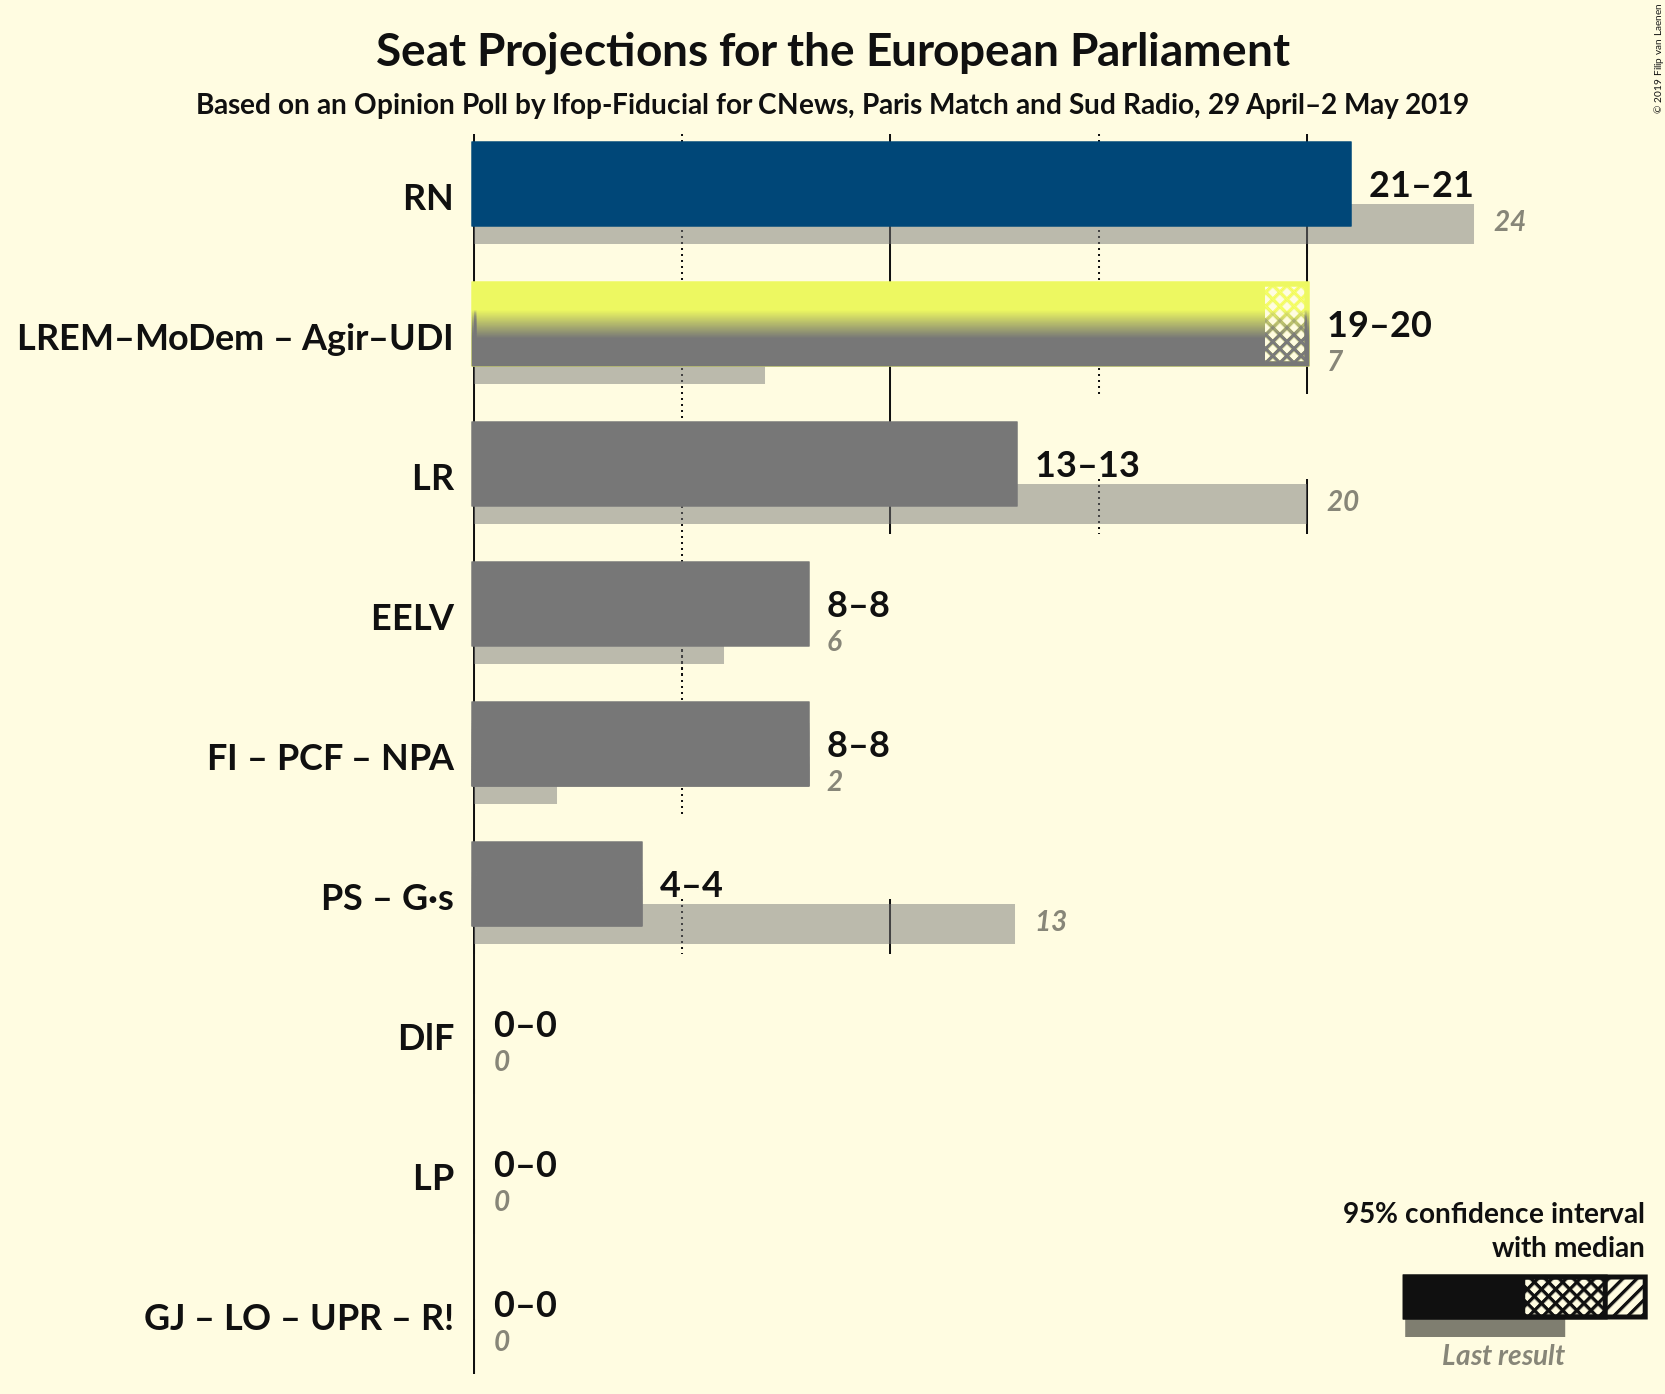 Seat Projections for the European Parliament
Based on an Opinion Poll by Ifop-Fiducial for CNews, Paris Match and Sud Radio, 29 April–2 May 2019
© 2019 Filip van Laenen
RN
21–21
24
LREM–MoDem – Agir–UDI
19–20
7
LR
13–13
20
EELV
8–8
6
FI – PCF – NPA
8–8
2
PS – G·s
4–4
13
DlF
0–0
0
LP
0–0
0
GJ – LO – UPR – R!
0–0
0
95% confidence interval
with median
Last result